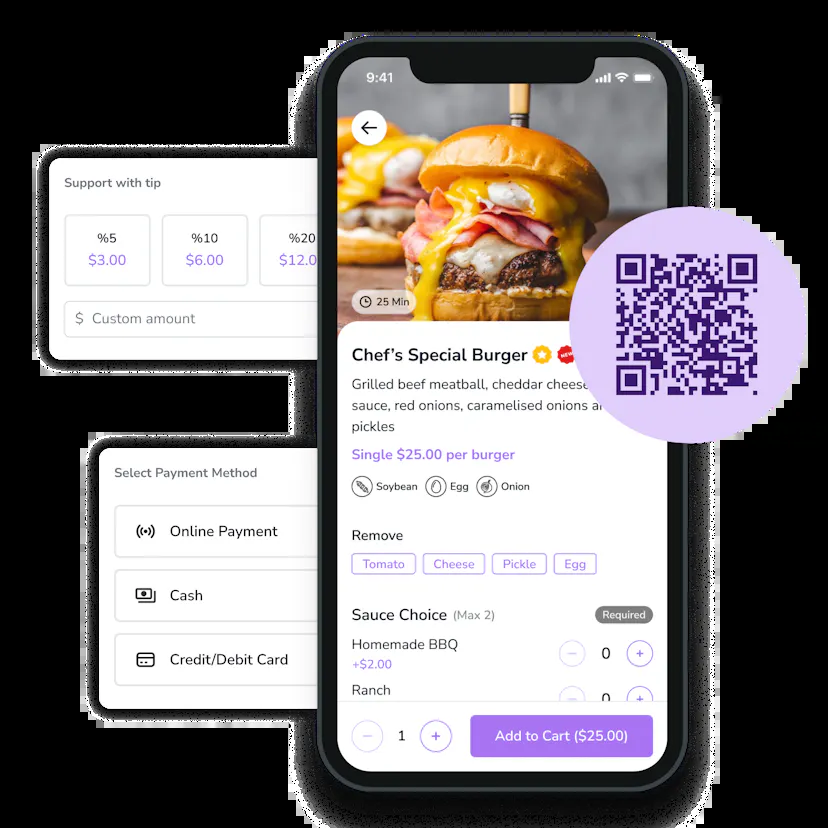 9:41
Support with tip
%5
$3.00
%10
$6.00
%20
$12.0
$ Custom amount
25 Min
Chef’s Special Burger NEW
Grilled beef meatball, cheddar cheese
sauce, red onions, caramelised onions
pickles
Single $25.00 per burger
Soybean Egg Onion
Select Payment Method
Online Payment
Cash
Credit/Debit Card
Remove
Tomato Cheese Pickle Egg
Sauce Choice (Max 2) Required
Homemade BBQ
+$2.00
− 0 +
Ranch
− 0 +
− 1 +
Add to Cart ($25.00)